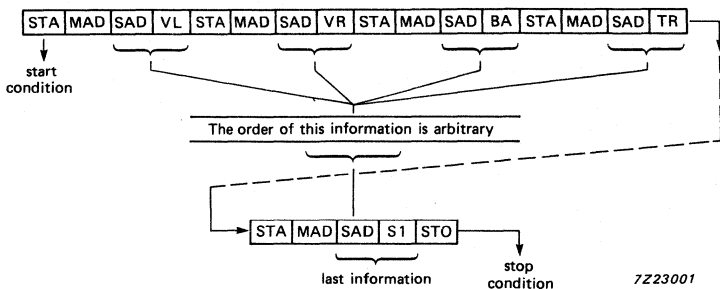 STA MAD SAD VL STA MAD SAD VR STA MAD SAD BA STA MAD SAD TR
start
condition
The order of this information is arbitrary
STA MAD SAD S1 STO
last information
stop
condition
7Z23001